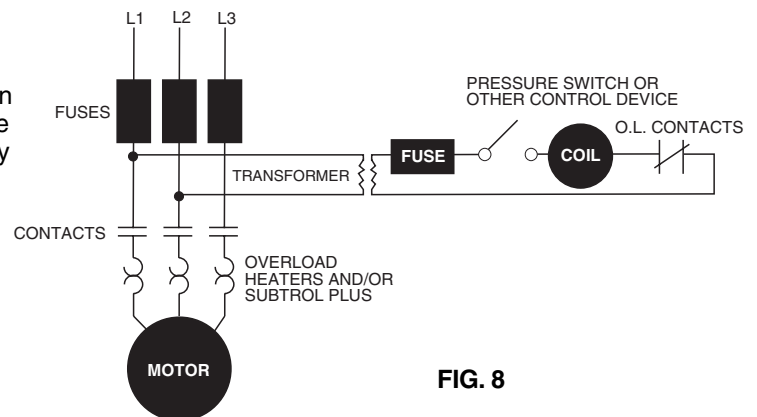 L1 L2 L3
n
e
y
FUSES
PRESSURE SWITCH OR
OTHER CONTROL DEVICE
O.L. CONTACTS
FUSE
COIL
TRANSFORMER
CONTACTS
OVERLOAD
HEATERS AND/OR
SUBTROL PLUS
MOTOR
FIG. 8